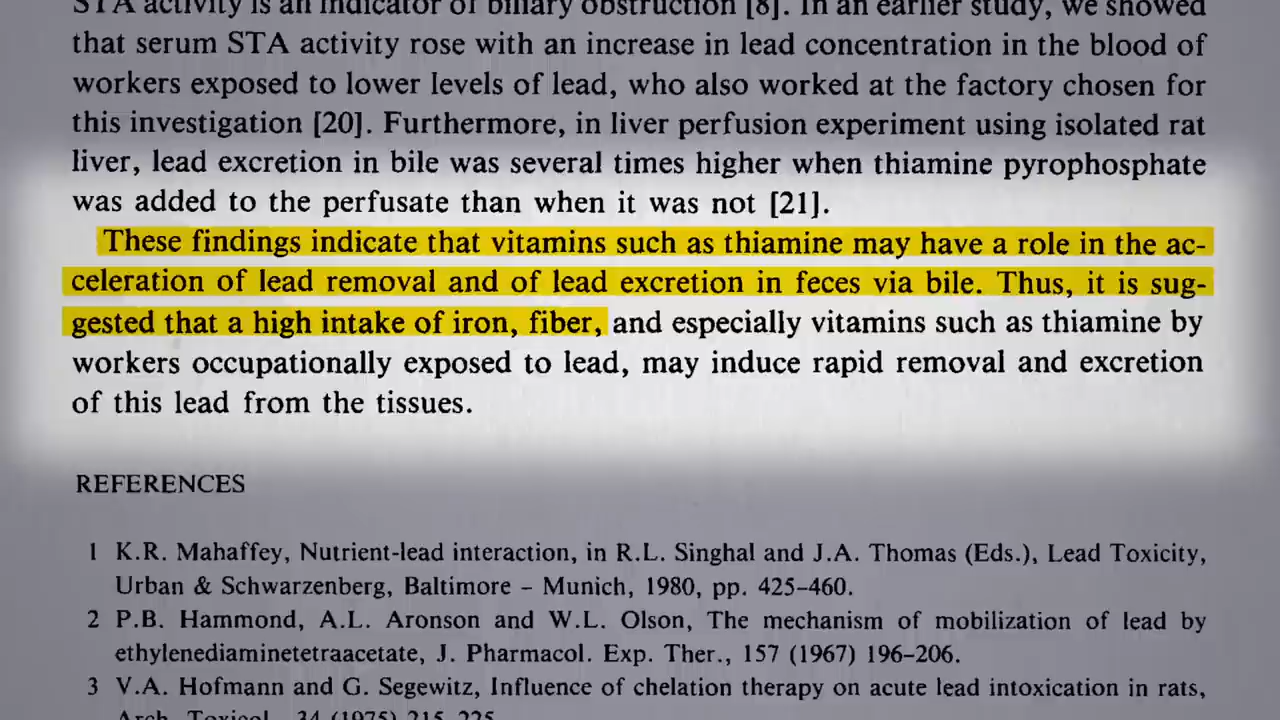 STA activity is an indicator of biliary obstruction [8]. In an earlier study, we showed
that serum STA activity rose with an increase in lead concentration in the blood of
workers exposed to lower levels of lead, who also worked at the factory chosen for
this investigation [20]. Furthermore, in liver perfusion experiment using isolated rat
liver, lead excretion in bile was several times higher when thiamine pyrophosphate
was added to the perfusate than when it was not [21].
These findings indicate that vitamins such as thiamine may have a role in the ac-
celeration of lead removal and of lead excretion in feces via bile. Thus, it is sug-
gested that a high intake of iron, fiber, and especially vitamins such as thiamine by
workers occupationally exposed to lead, may induce rapid removal and excretion
of this lead from the tissues.
REFERENCES
1 K.R. Mahaffey, Nutrient-lead interaction, in R.L. Singhal and J.A. Thomas (Eds.), Lead Toxicity,
Urban & Schwarzenberg, Baltimore – Munich, 1980, pp. 425–460.
2 P.B. Hammond, A.L. Aronson and W.L. Olson, The mechanism of mobilization of lead by
ethylenediaminetetraacetate, J. Pharmacol. Exp. Ther., 157 (1967) 196–206.
3 V.A. Hofmann and G. Segewitz, Influence of chelation therapy on acute lead intoxication in rats,
Arch. Toxicol., 34 (1975) 215–225.